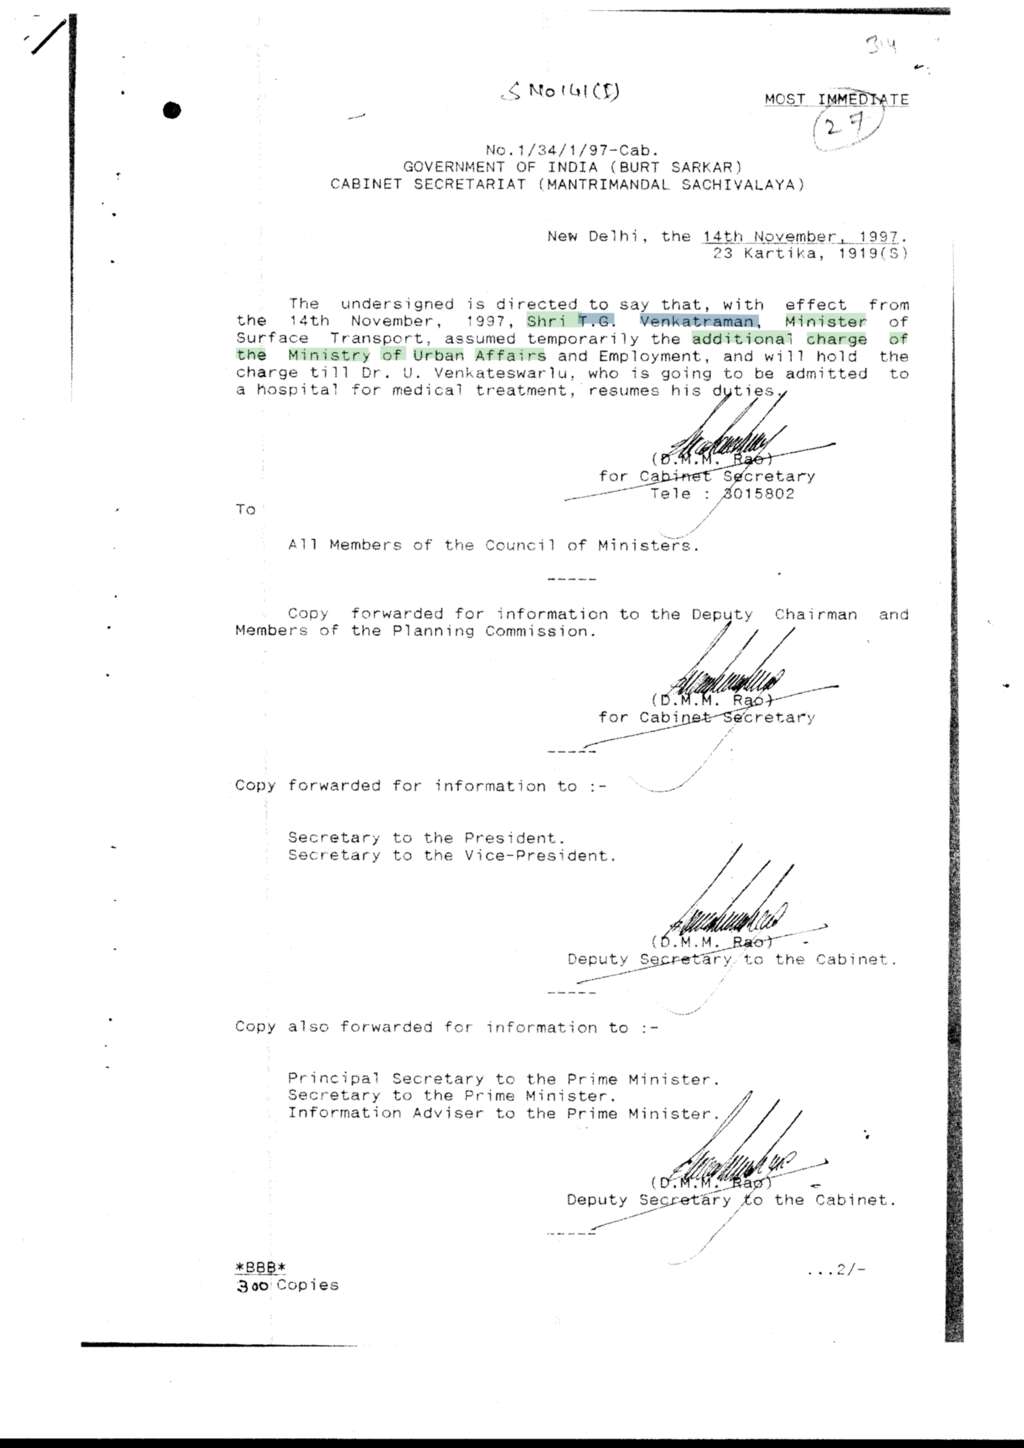 34
S No 141(I)
MOST IMMEDIATE
27
No.1/34/1/97-Cab.
GOVERNMENT OF INDIA (BURT SARKAR)
CABINET SECRETARIAT (MANTRIMANDAL SACHIVALAYA)
New Delhi, the 14th November, 1997.
23 Kartika, 1919(S)
The undersigned is directed to say that, with effect from
the 14th November, 1997, Shri T.G. Venkatraman, Minister of
Surface Transport, assumed temporarily the additional charge of
the Ministry of Urban Affairs and Employment, and will hold the
charge till Dr. U. Venkateswarlu, who is going to be admitted to
a hospital for medical treatment, resumes his duties.
(D.M.M. Rao)
for Cabinet Secretary
Tele : 3015802
To
All Members of the Council of Ministers.
-----
Copy forwarded for information to the Deputy Chairman and
Members of the Planning Commission.
(D.M.M. Rao)
for Cabinet Secretary
-----
Copy forwarded for information to :-
Secretary to the President.
Secretary to the Vice-President.
(D.M.M. Rao)
Deputy Secretary to the Cabinet.
-----
Copy also forwarded for information to :-
Principal Secretary to the Prime Minister.
Secretary to the Prime Minister.
Information Adviser to the Prime Minister.
(D.M.M. Rao)
Deputy Secretary to the Cabinet.
-----
*BBB*
300 Copies
...2/-